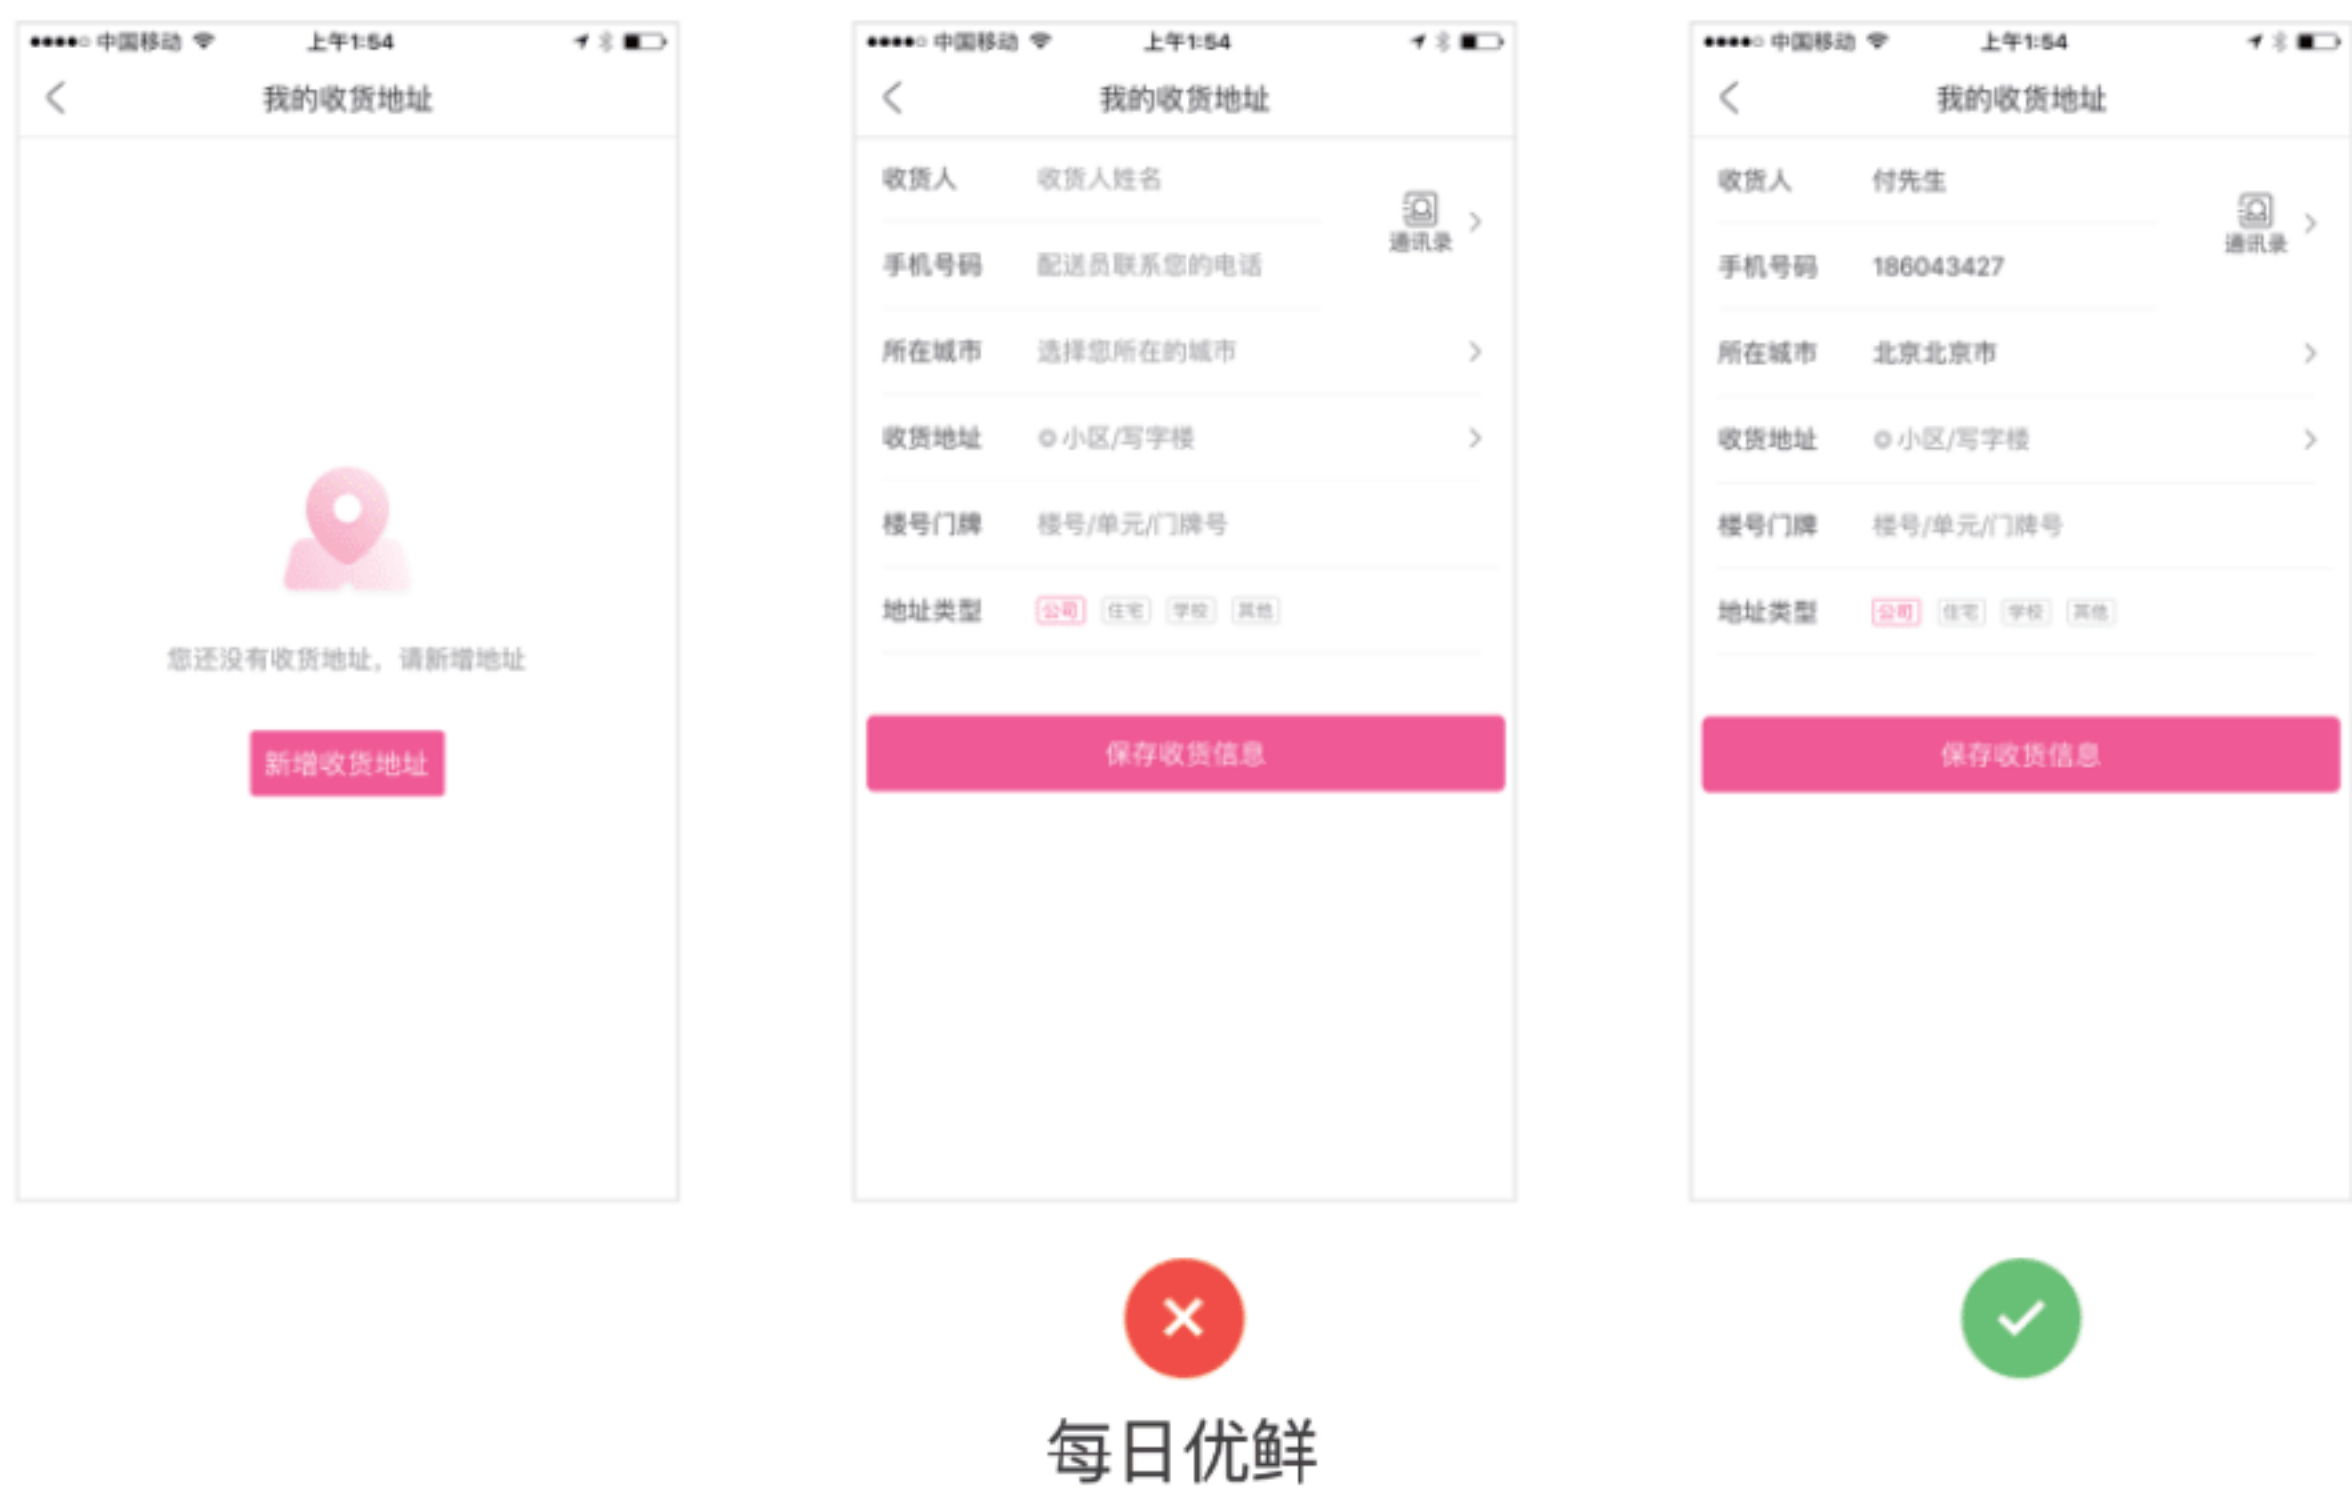 中国移动
上午1:54
我的收货地址
您还没有收货地址，请新增地址
新增收货地址
中国移动
上午1:54
我的收货地址
收货人 收货人姓名
通讯录
手机号码 配送员联系您的电话
所在城市 选择您所在的城市
收货地址 小区/写字楼
楼号门牌 楼号/单元/门牌号
地址类型 公司 住宅 学校 其他
保存收货信息
中国移动
上午1:54
我的收货地址
收货人 付先生
通讯录
手机号码 186043427
所在城市 北京北京市
收货地址 小区/写字楼
楼号门牌 楼号/单元/门牌号
地址类型 公司 住宅 学校 其他
保存收货信息
每日优鲜